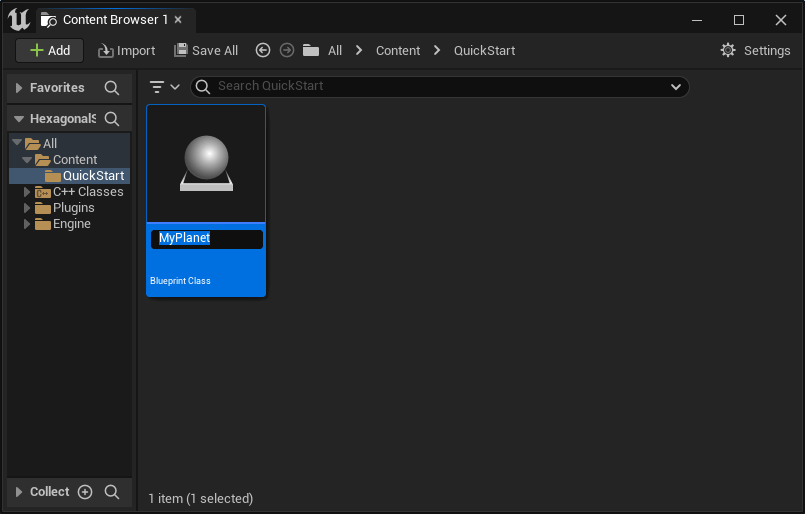 Content Browser 1
Add Import Save All All Content QuickStart Settings
Favorites
Search QuickStart
HexagonalS
All
Content
QuickStart
C++ Classes
Plugins
Engine
MyPlanet
Blueprint Class
Collect
1 item (1 selected)